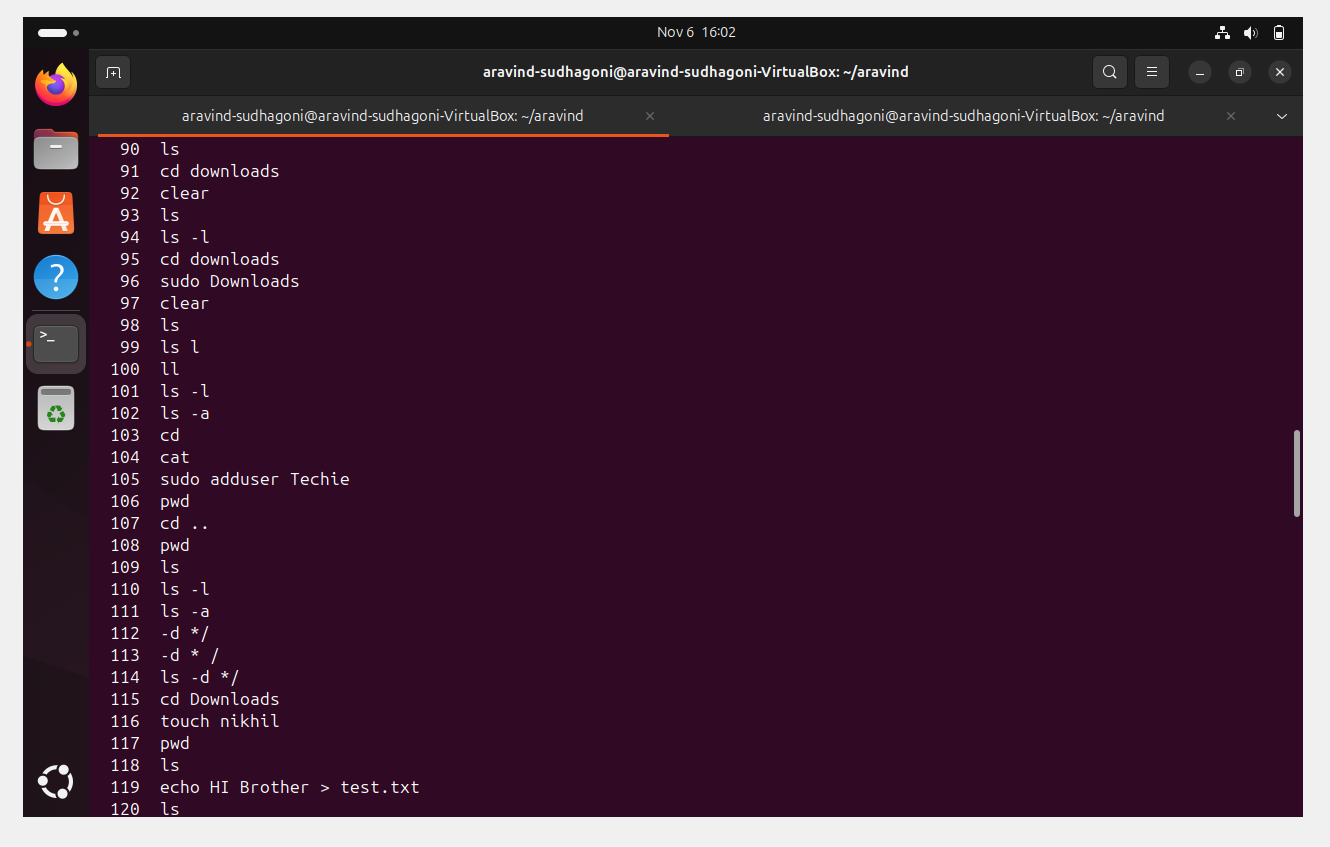 Nov 6 16:02
aravind-sudhagoni@aravind-sudhagoni-VirtualBox: ~/aravind
aravind-sudhagoni@aravind-sudhagoni-VirtualBox: ~/aravind
aravind-sudhagoni@aravind-sudhagoni-VirtualBox: ~/aravind
90 ls
91 cd downloads
92 clear
93 ls
94 ls -l
95 cd downloads
96 sudo Downloads
97 clear
98 ls
99 ls l
100 ll
101 ls -l
102 ls -a
103 cd
104 cat
105 sudo adduser Techie
106 pwd
107 cd ..
108 pwd
109 ls
110 ls -l
111 ls -a
112 -d */
113 -d * /
114 ls -d */
115 cd Downloads
116 touch nikhil
117 pwd
118 ls
119 echo HI Brother > test.txt
120 ls